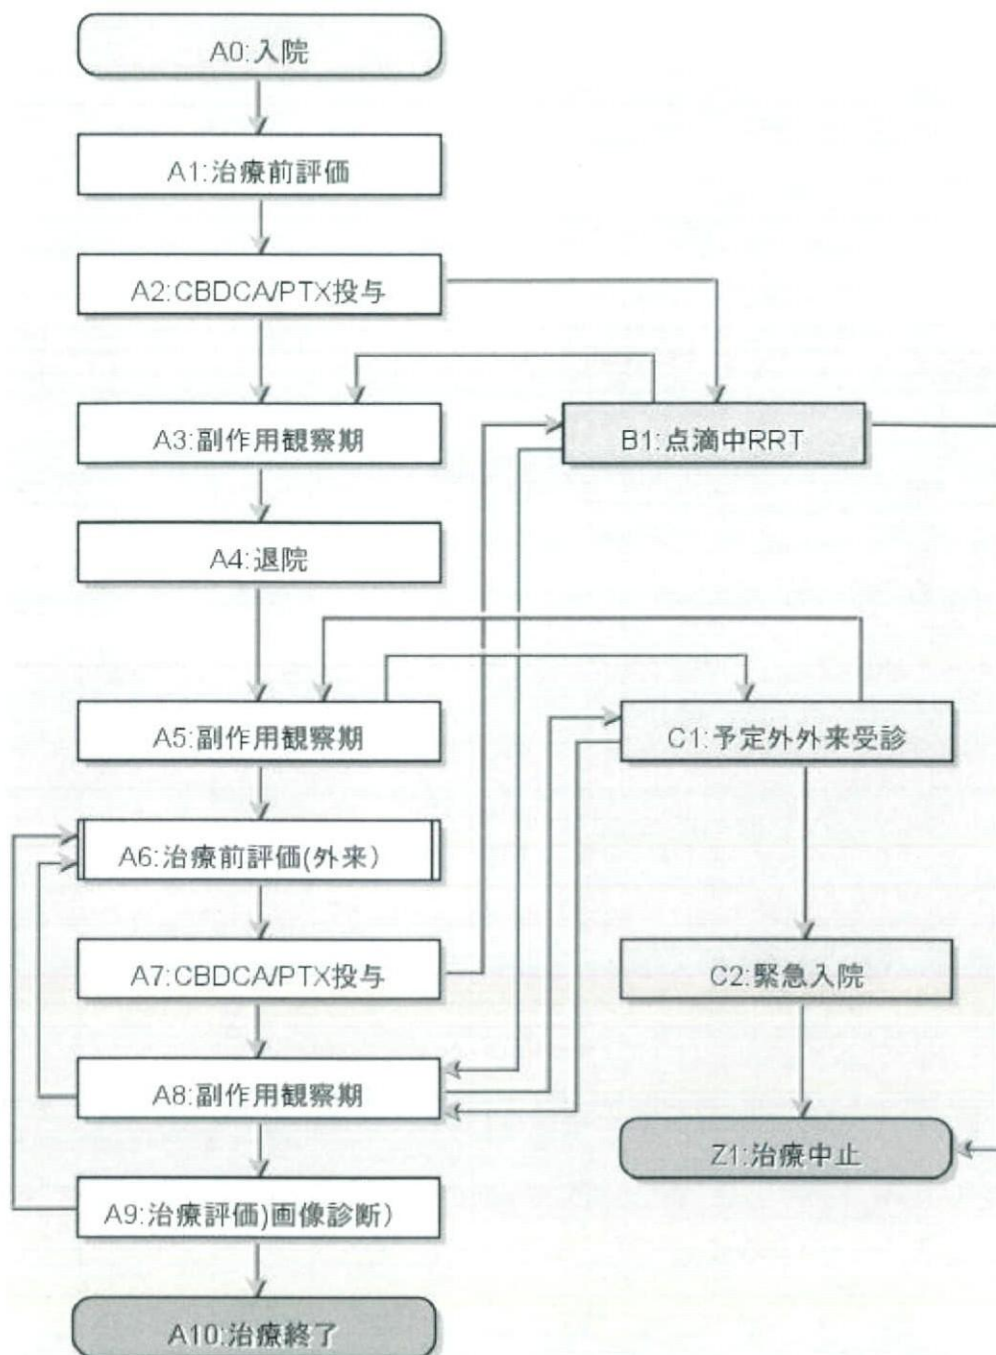 A0:入院
A1:治療前評価
A2:CBDCA/PTX投与
A3:副作用観察期
B1:点滴中RRT
A4:退院
A5:副作用観察期
C1:予定外外来受診
A6:治療前評価(外来)
A7:CBDCA/PTX投与
C2:緊急入院
A8:副作用観察期
Z1:治療中止
A9:治療評価)画像診断)
A10:治療終了